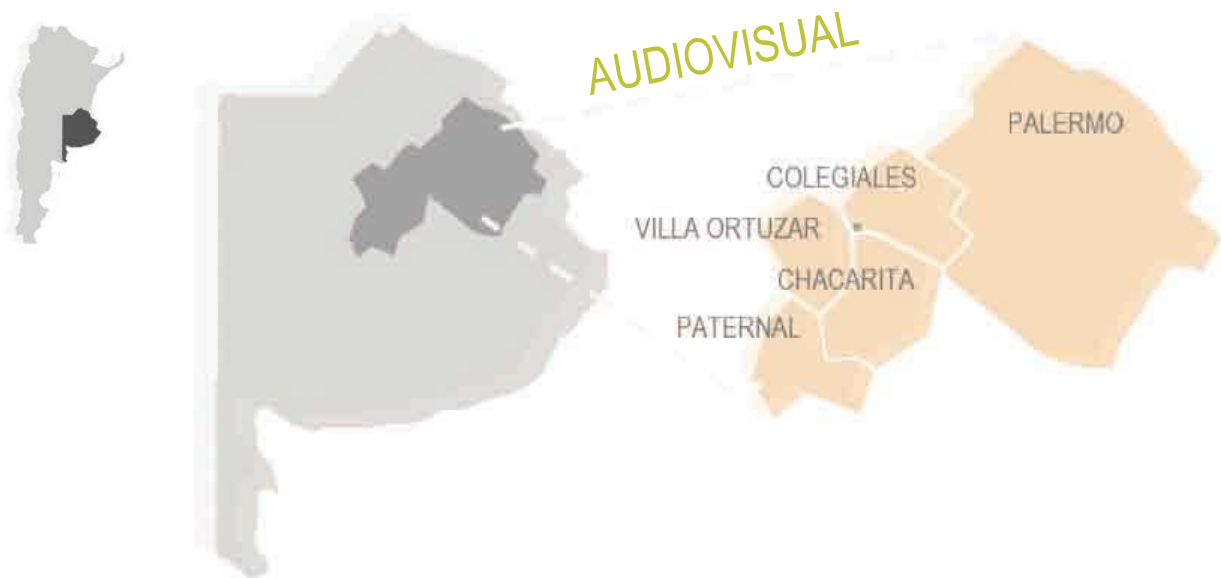 AUDIOVISUAL
PALERMO
COLEGIALES
VILLA ORTUZAR
CHACARITA
PATERNAL